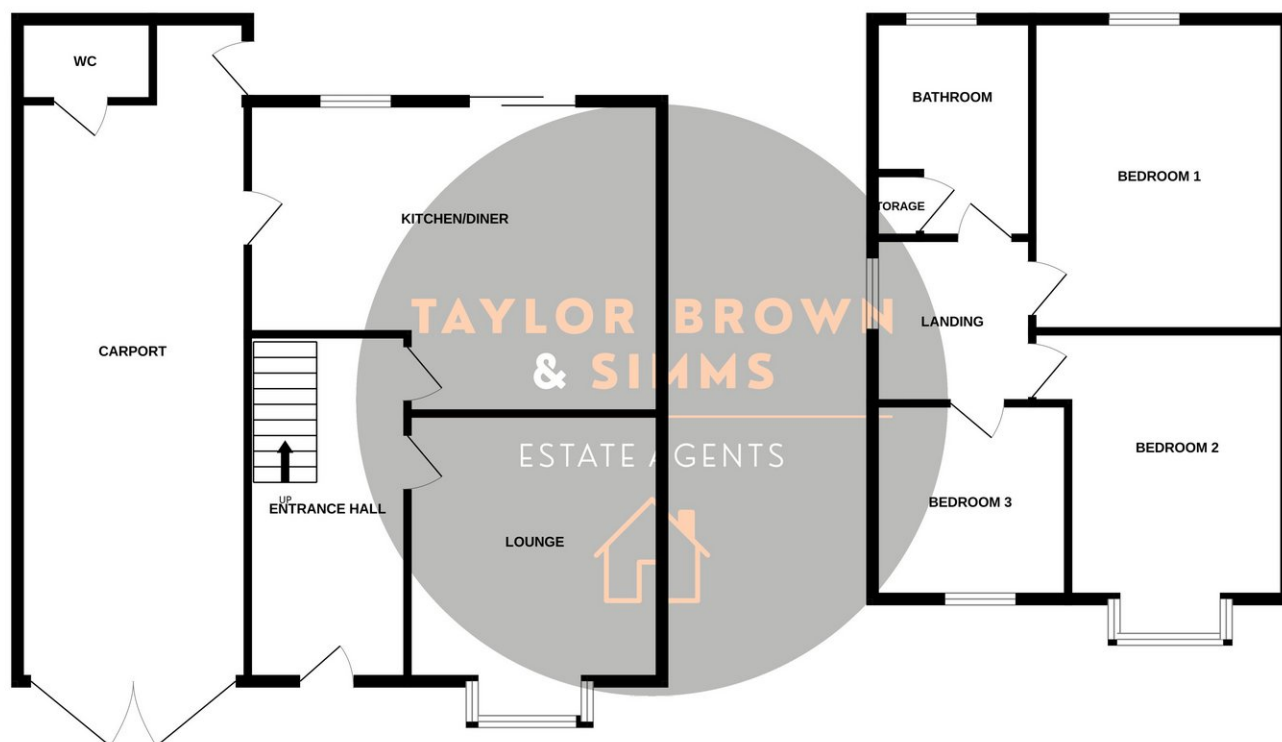 WC
CARPORT
KITCHEN/DINER
UP
ENTRANCE HALL
LOUNGE
TAYLOR BROWN
& SIMMS
ESTATE AGENTS
BATHROOM
TORAGE
LANDING
BEDROOM 1
BEDROOM 2
BEDROOM 3